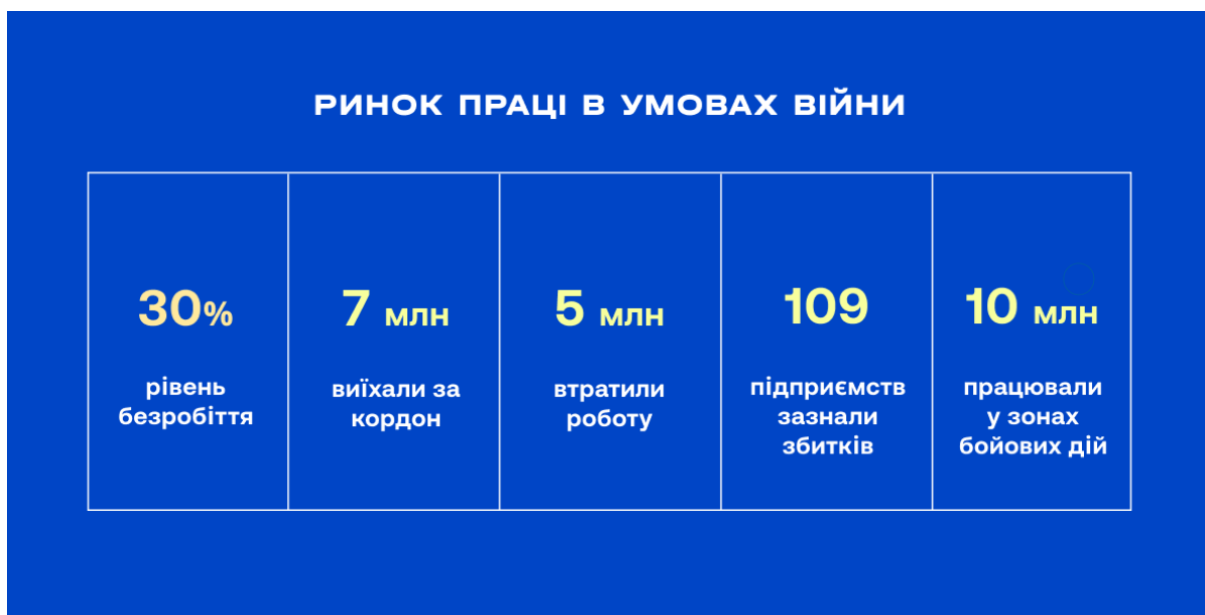 РИНОК ПРАЦІ В УМОВАХ ВІЙНИ
30%
рівень
безробіття
7 млн
виїхали за
кордон
5 млн
втратили
роботу
109
підприємств
зазнали
збитків
10 млн
працювали
у зонах
бойових дій